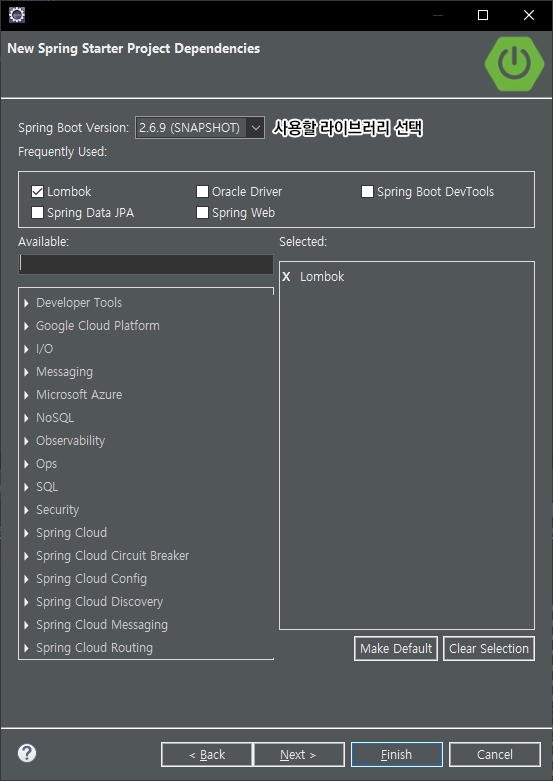 New Spring Starter Project Dependencies
Spring Boot Version: 2.6.9 (SNAPSHOT) 사용할 라이브러리 선택
Frequently Used:
Lombok Oracle Driver Spring Boot DevTools
Spring Data JPA Spring Web
Available: Selected:
X Lombok
Developer Tools
Google Cloud Platform
I/O
Messaging
Microsoft Azure
NoSQL
Observability
Ops
SQL
Security
Spring Cloud
Spring Cloud Circuit Breaker
Spring Cloud Config
Spring Cloud Discovery
Spring Cloud Messaging
Spring Cloud Routing
Make Default Clear Selection
? < Back Next > Finish Cancel